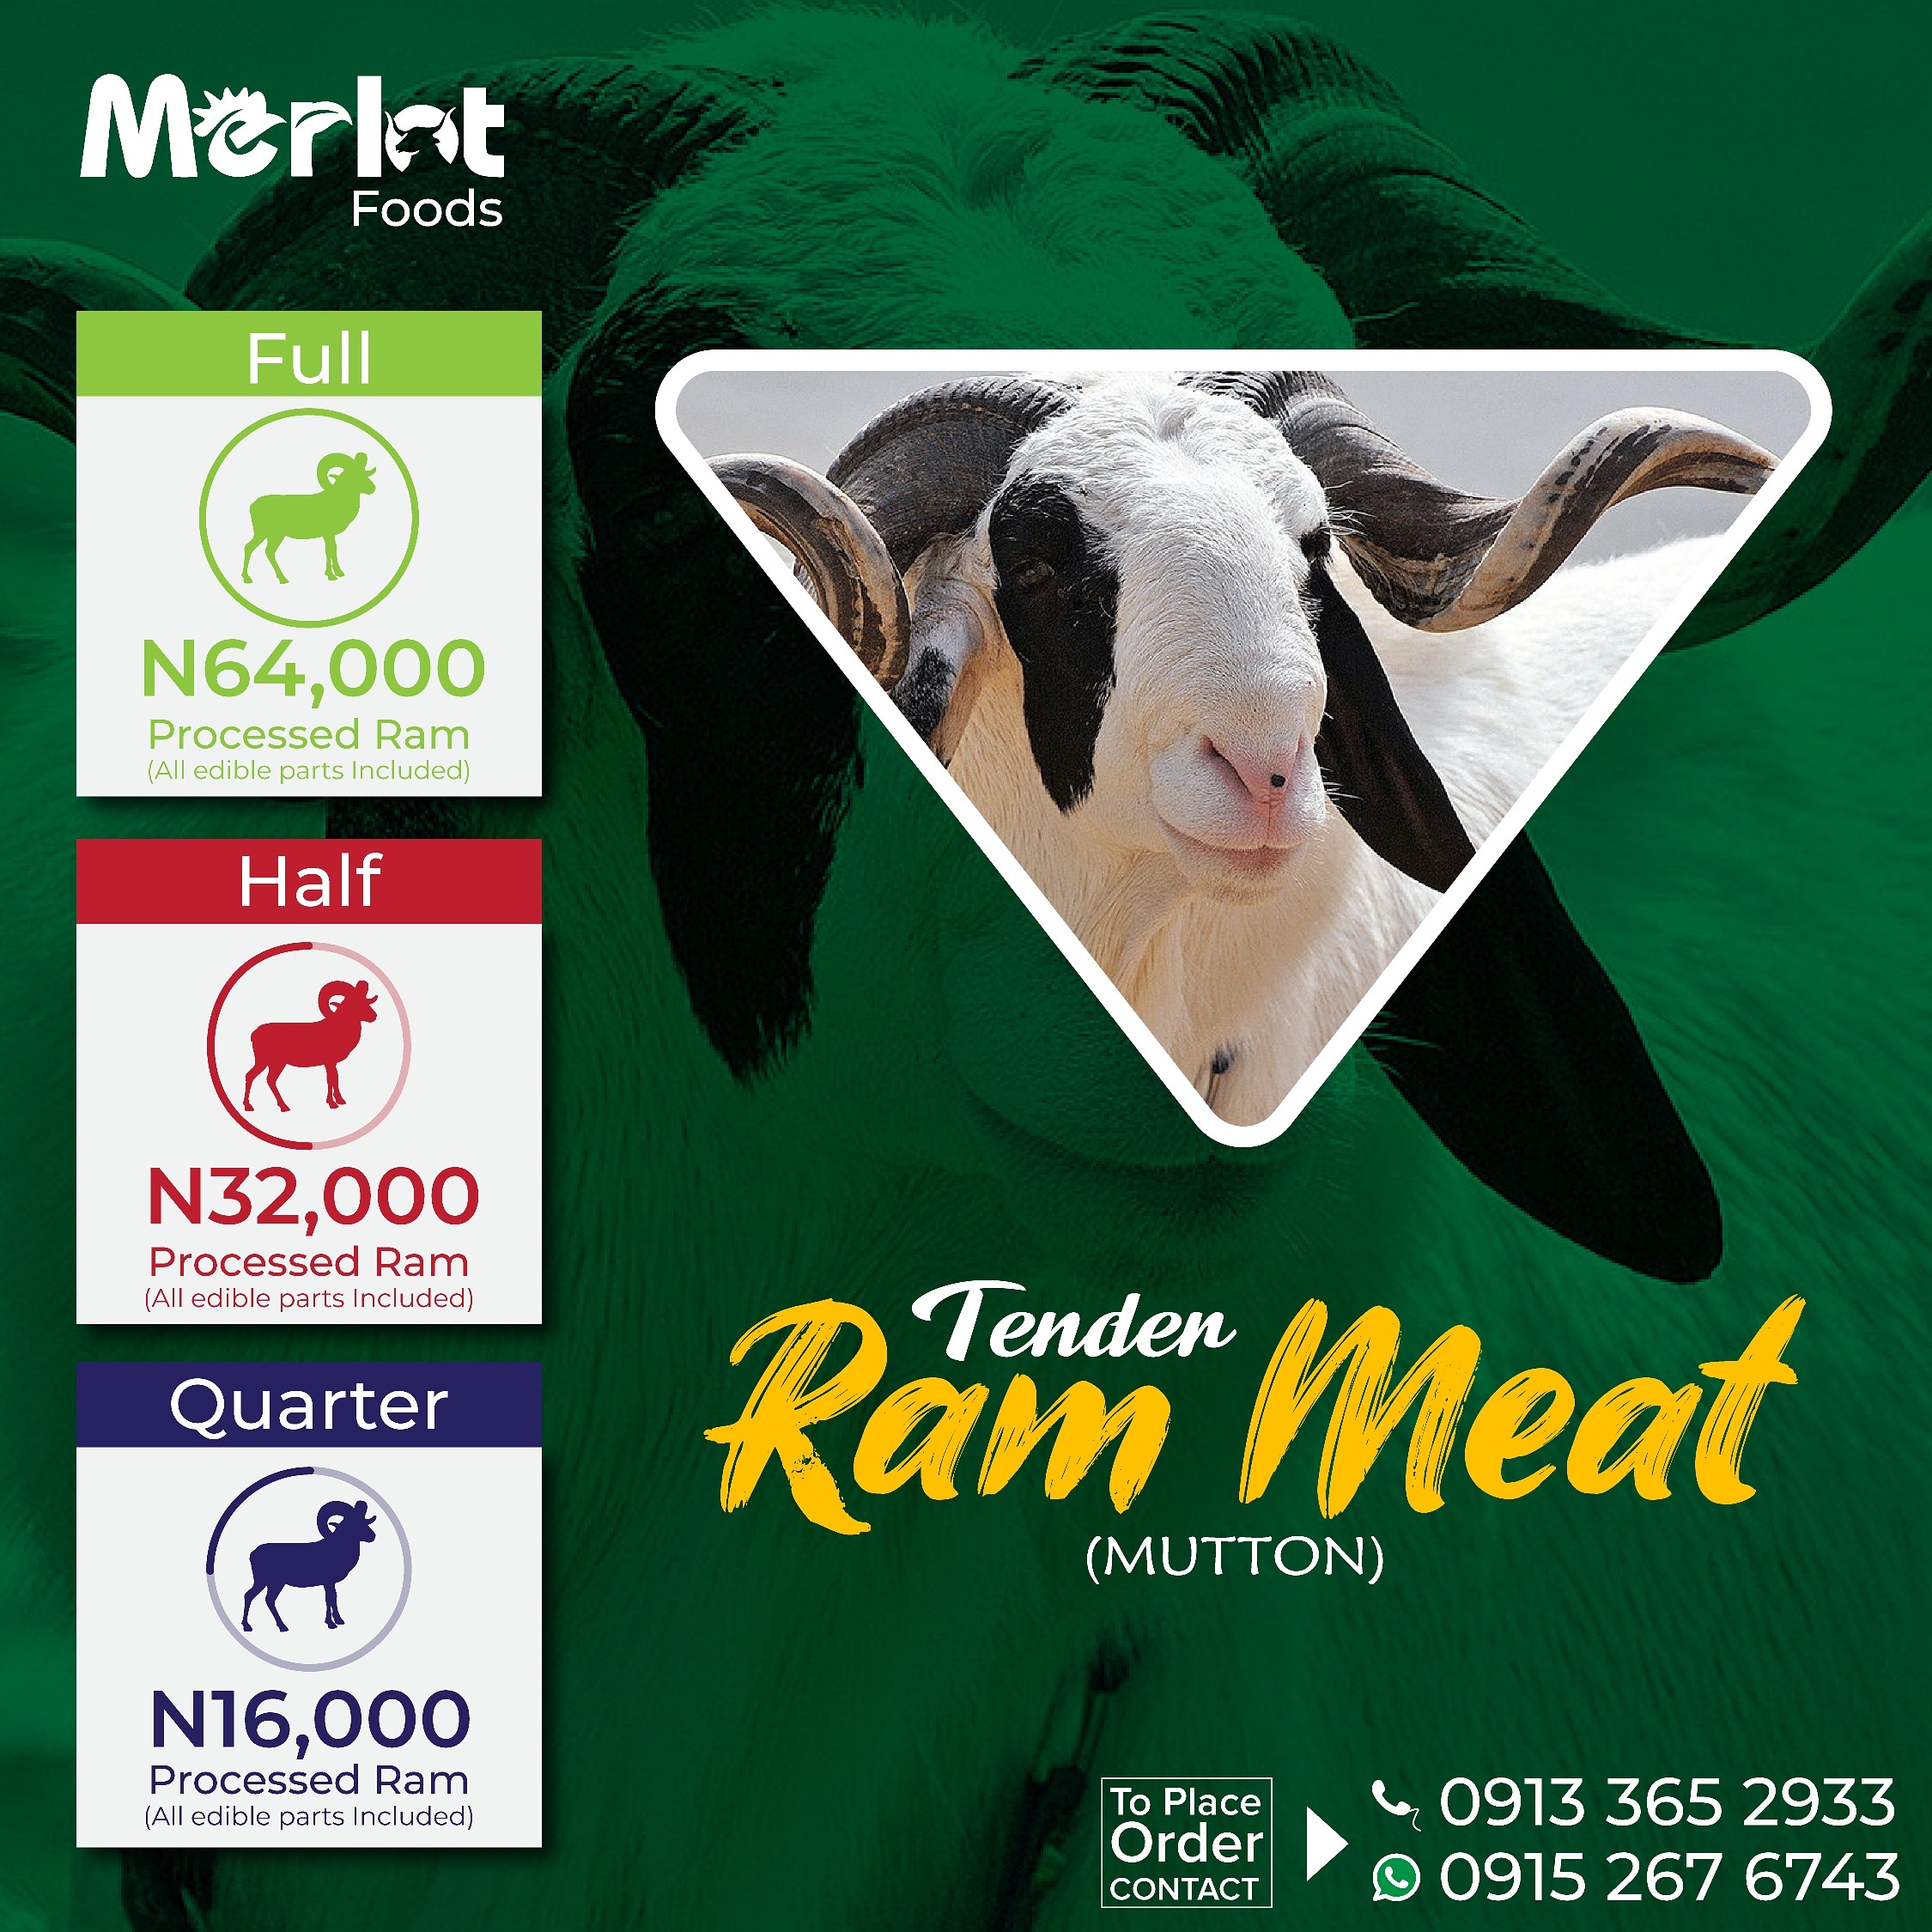 Merlot
Foods
Full
N64,000
Processed Ram
(All edible parts Included)
Half
N32,000
Processed Ram
(All edible parts Included)
Quarter
N16,000
Processed Ram
(All edible parts Included)
Tender
Ram Meat
(MUTTON)
To Place
Order
CONTACT
0913 365 2933
0915 267 6743